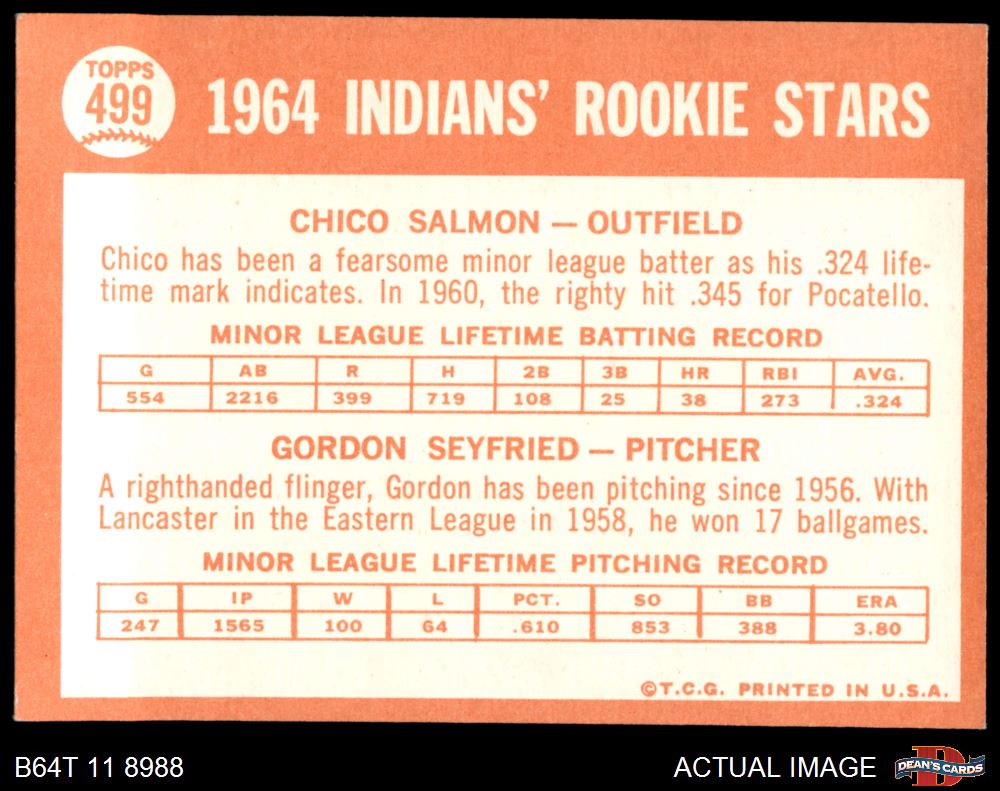 TOPPS
499
1964 INDIANS' ROOKIE STARS
CHICO SALMON — OUTFIELD
Chico has been a fearsome minor league batter as his .324 life-
time mark indicates. In 1960, the righty hit .345 for Pocatello.
MINOR LEAGUE LIFETIME BATTING RECORD
G AB R H 2B 3B HR RBI AVG.
554 2216 399 719 108 25 38 273 .324
GORDON SEYFRIED — PITCHER
A righthanded flinger, Gordon has been pitching since 1956. With
Lancaster in the Eastern League in 1958, he won 17 ballgames.
MINOR LEAGUE LIFETIME PITCHING RECORD
G IP W L PCT. SO BB ERA
247 1565 100 64 .610 853 388 3.80
©T.C.G. PRINTED IN U.S.A.
B64T 11 8988
ACTUAL IMAGE
DEAN'S CARDS